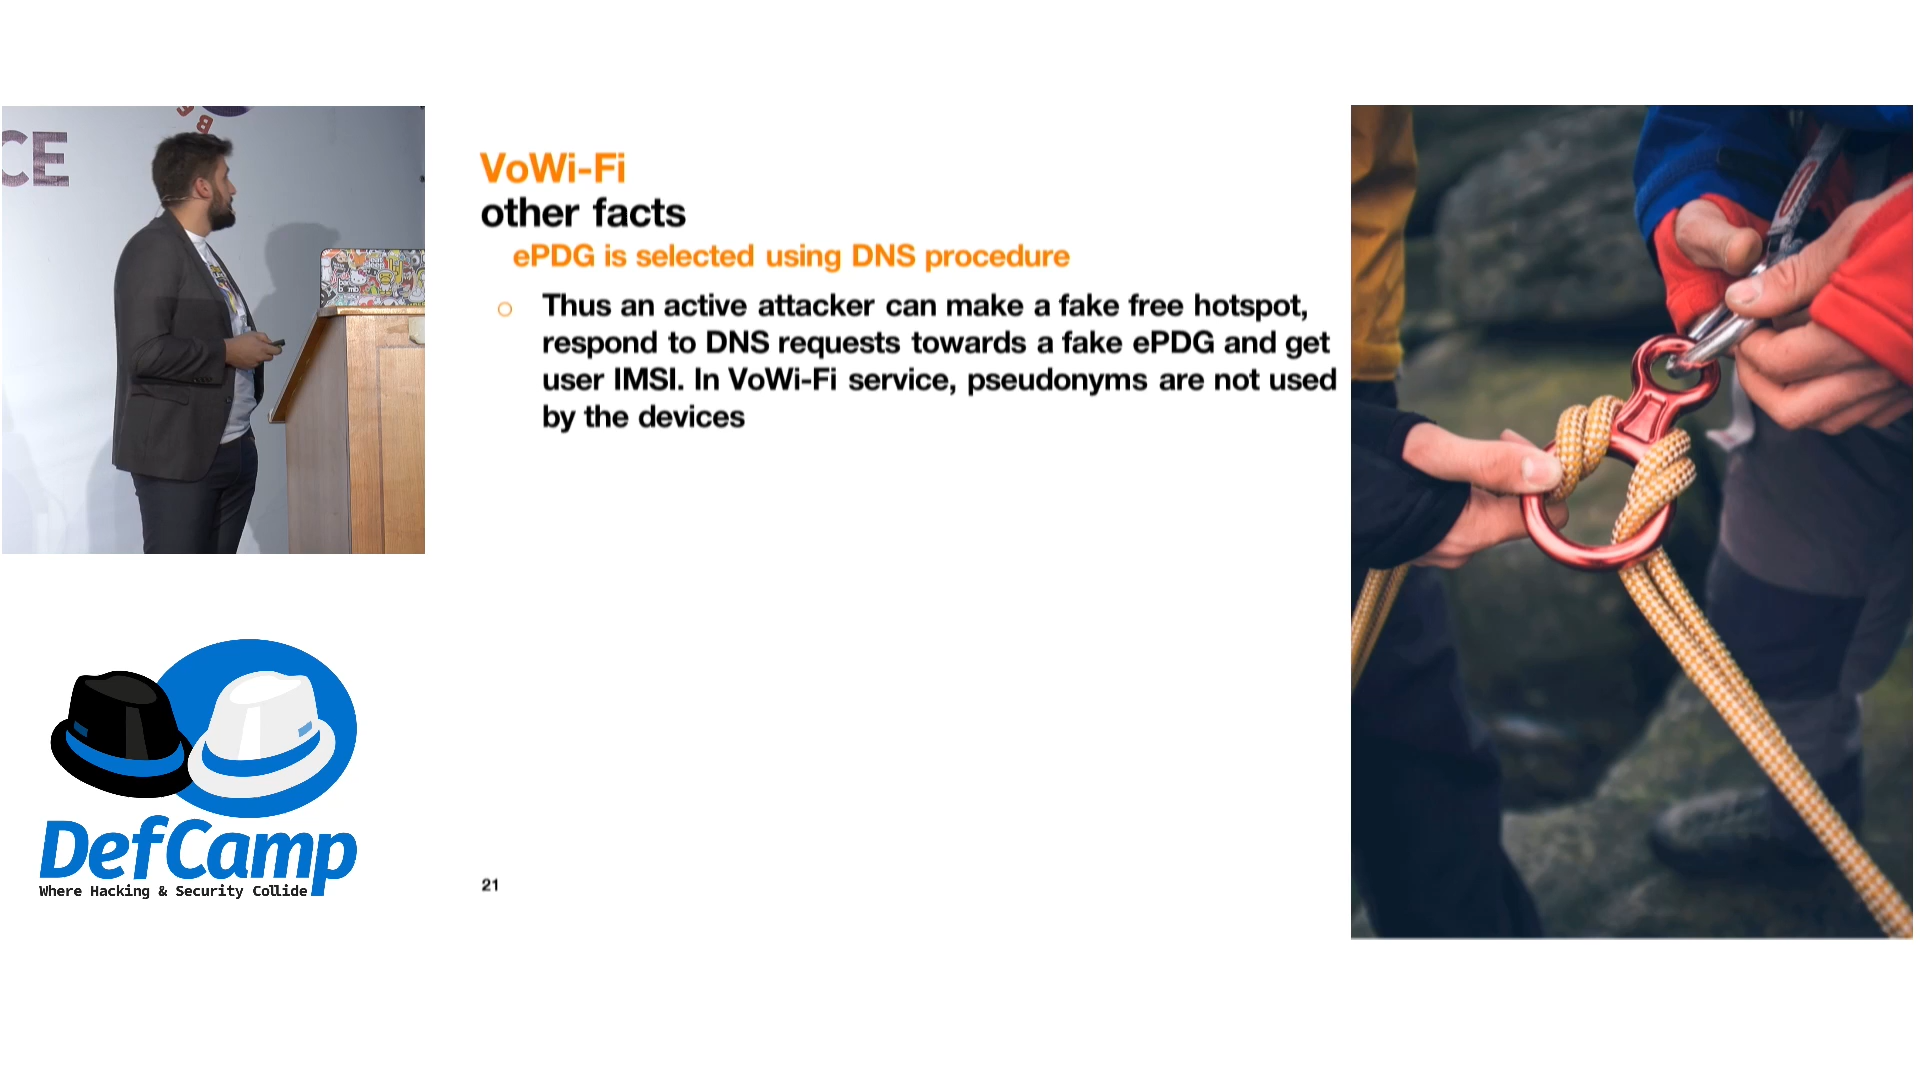 CE
VoWi-Fi
other facts
ePDG is selected using DNS procedure
Thus an active attacker can make a fake free hotspot,
respond to DNS requests towards a fake ePDG and get
user IMSI. In VoWi-Fi service, pseudonyms are not used
by the devices
DefCamp
Where Hacking & Security Collide
21